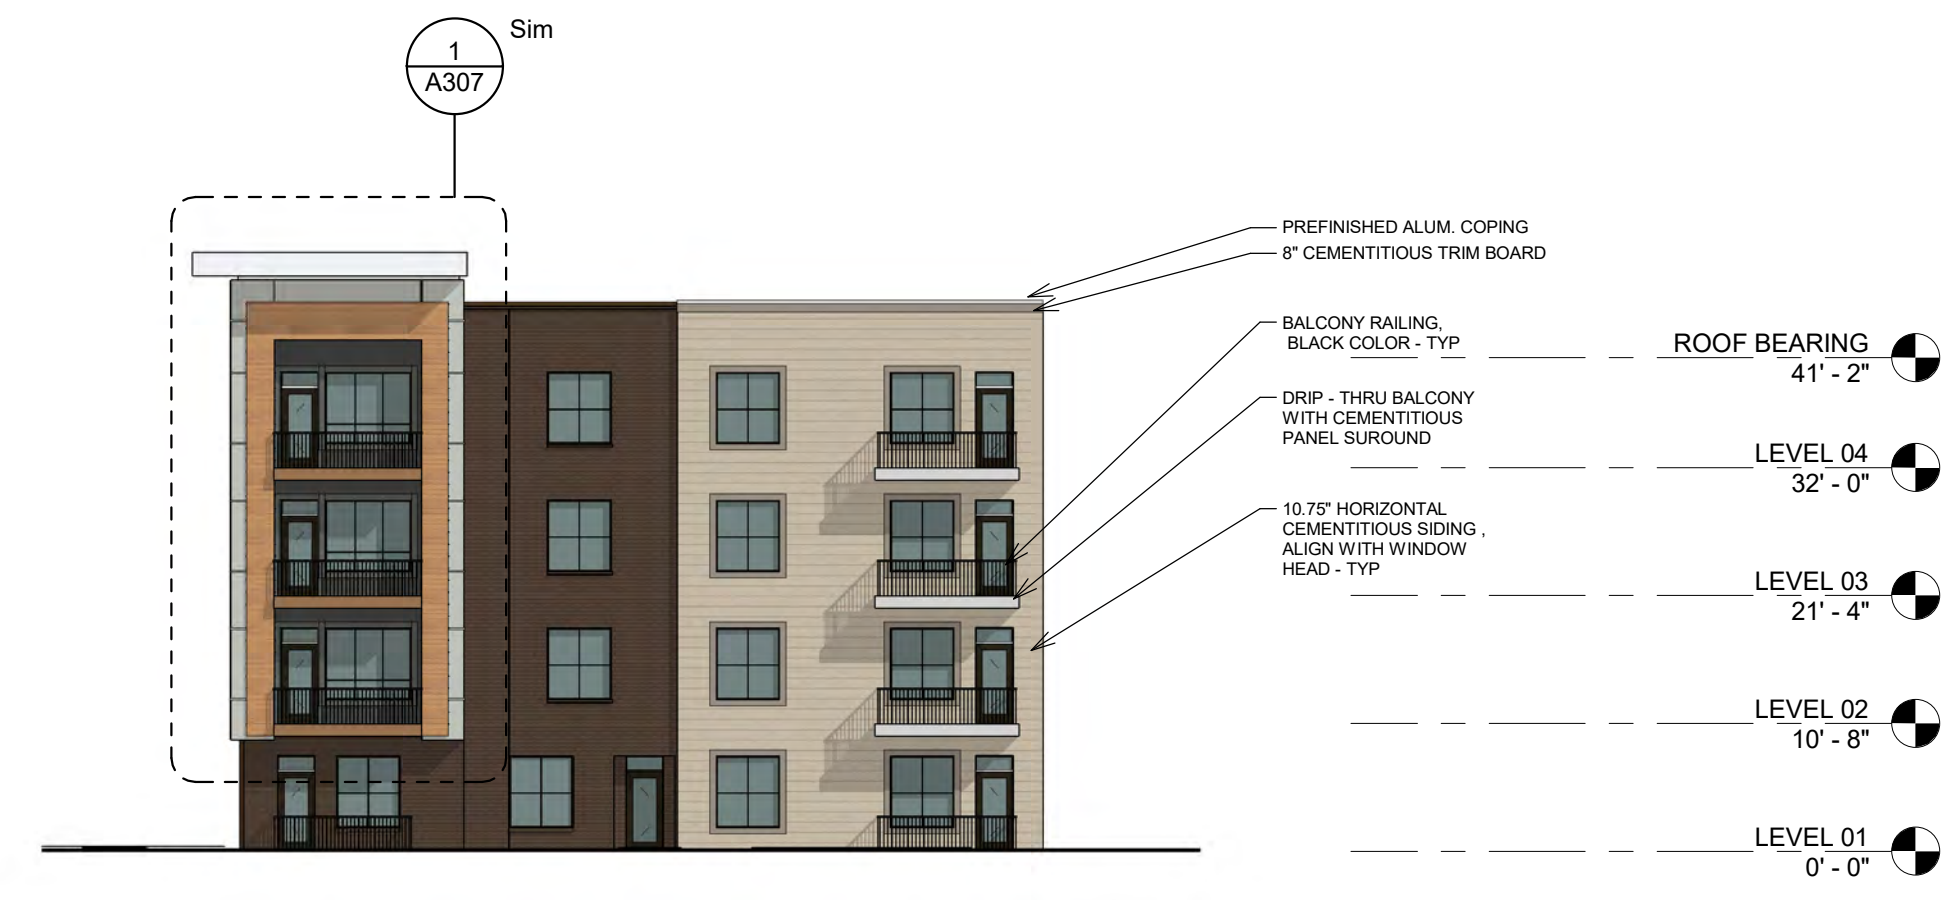 Sim
1
A307
PREFINISHED ALUM. COPING
8" CEMENTITIOUS TRIM BOARD
BALCONY RAILING,
BLACK COLOR - TYP
DRIP - THRU BALCONY
WITH CEMENTITIOUS
PANEL SUROUND
10.75" HORIZONTAL
CEMENTITIOUS SIDING ,
ALIGN WITH WINDOW
HEAD - TYP
ROOF BEARING
41' - 2"
LEVEL 04
32' - 0"
LEVEL 03
21' - 4"
LEVEL 02
10' - 8"
LEVEL 01
0' - 0"